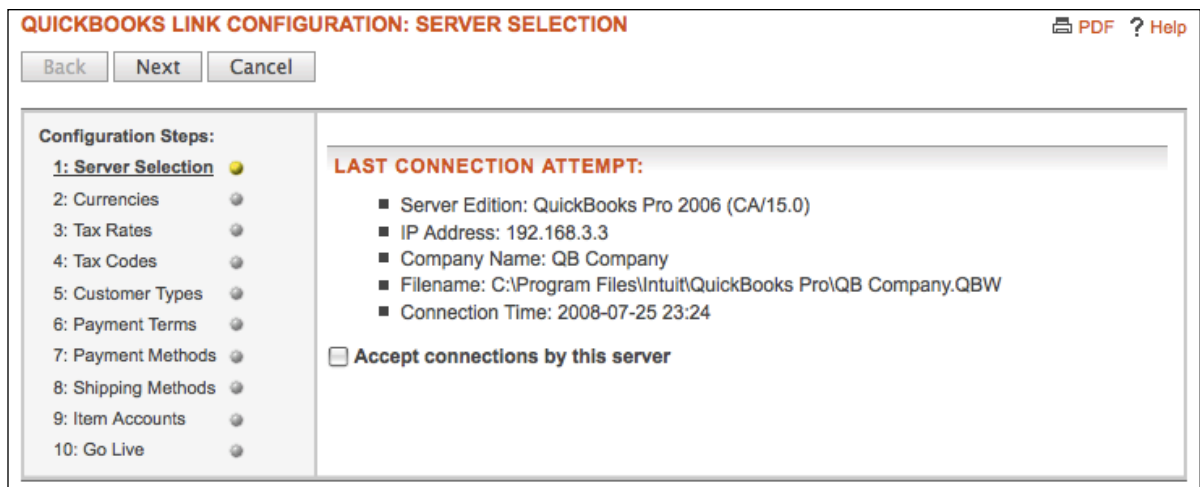 QUICKBOOKS LINK CONFIGURATION: SERVER SELECTION
PDF ? Help
Back Next Cancel
Configuration Steps:
1: Server Selection
2: Currencies
3: Tax Rates
4: Tax Codes
5: Customer Types
6: Payment Terms
7: Payment Methods
8: Shipping Methods
9: Item Accounts
10: Go Live
LAST CONNECTION ATTEMPT:
Server Edition: QuickBooks Pro 2006 (CA/15.0)
IP Address: 192.168.3.3
Company Name: QB Company
Filename: C:\Program Files\Intuit\QuickBooks Pro\QB Company.QBW
Connection Time: 2008-07-25 23:24
Accept connections by this server